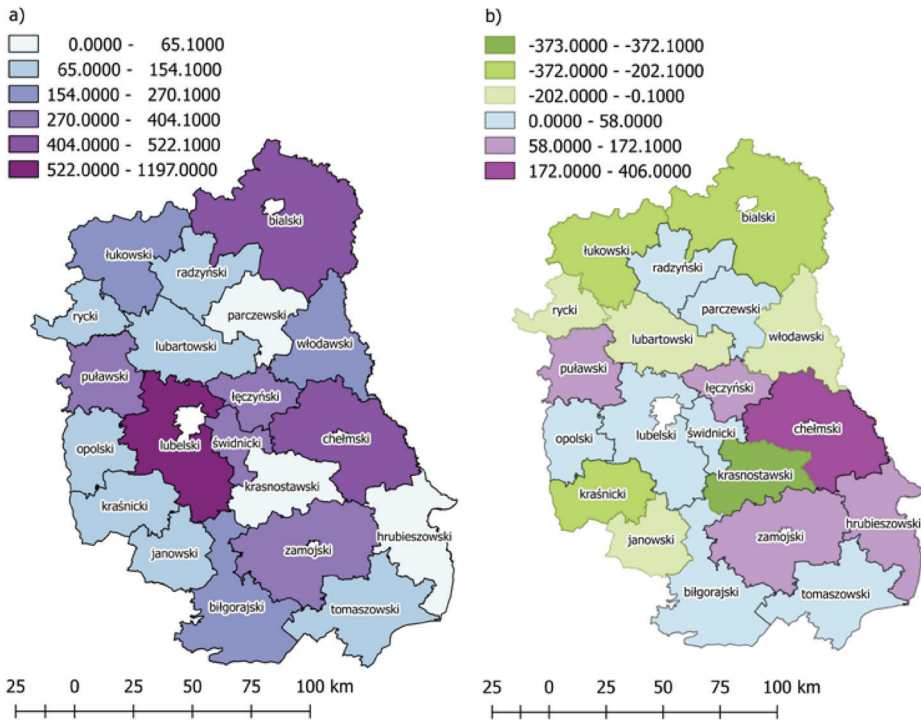 a)
0.0000 - 65.1000
65.0000 - 154.1000
154.0000 - 270.1000
270.0000 - 404.1000
404.0000 - 522.1000
522.0000 - 1197.0000
bialski
łukowski
radzyński
rycki
parczewski
lubartowski
włodawski
puławski
łęczyński
lubelski
świdnicki
chełmski
opolski
krasnostawski
kraśnicki
hrubieszowski
janowski
zamojski
biłgorajski
tomaszowski
25 0 25 50 75 100 km
b)
-373.0000 - -372.1000
-372.0000 - -202.1000
-202.0000 - -0.1000
0.0000 - 58.0000
58.0000 - 172.1000
172.0000 - 406.0000
bialski
łukowski
radzyński
rycki
parczewski
lubartowski
włodawski
puławski
łęczyński
opolski
lubelski
świdnicki
chełmski
krasnostawski
kraśnicki
hrubieszowski
janowski
zamojski
biłgorajski
tomaszowski
25 0 25 50 75 100 km